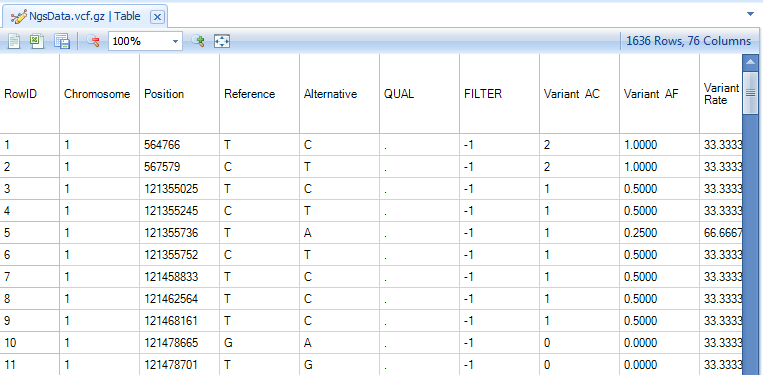 NgsData.vcf.gz | Table
100% 1636 Rows, 76 Columns
RowID Chromosome Position Reference Alternative QUAL FILTER Variant AC Variant AF Variant Rate
1 1 564766 T C . -1 2 1.0000 33.3333
2 1 567579 C T . -1 2 1.0000 33.3333
3 1 121355025 T C . -1 1 0.5000 33.3333
4 1 121355245 C T . -1 1 0.5000 33.3333
5 1 121355736 T A . -1 1 0.2500 66.6667
6 1 121355752 C T . -1 1 0.5000 33.3333
7 1 121458833 T C . -1 1 0.5000 33.3333
8 1 121462564 T C . -1 1 0.5000 33.3333
9 1 121468161 T C . -1 1 0.5000 33.3333
10 1 121478665 G A . -1 0 0.0000 33.3333
11 1 121478701 T G . -1 0 0.0000 33.3333